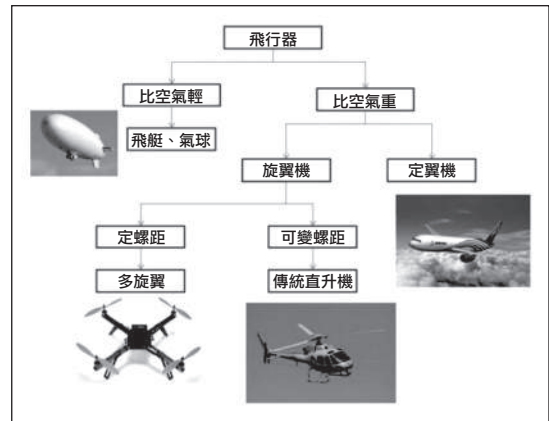 飛行器
比空氣輕
比空氣重
飛艇、氣球
旋翼機
定翼機
定螺距
可變螺距
多旋翼
傳統直升機